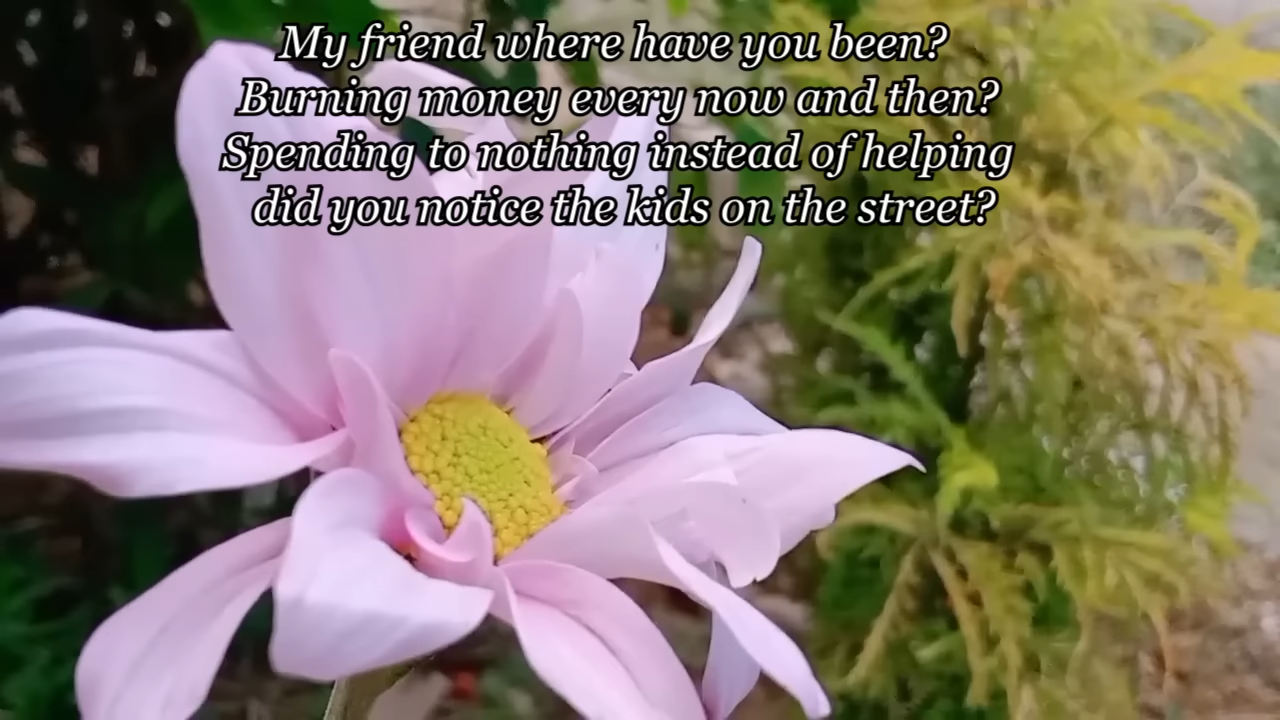 My friend where have you been?
Burning money every now and then?
Spending to nothing instead of helping
did you notice the kids on the street?